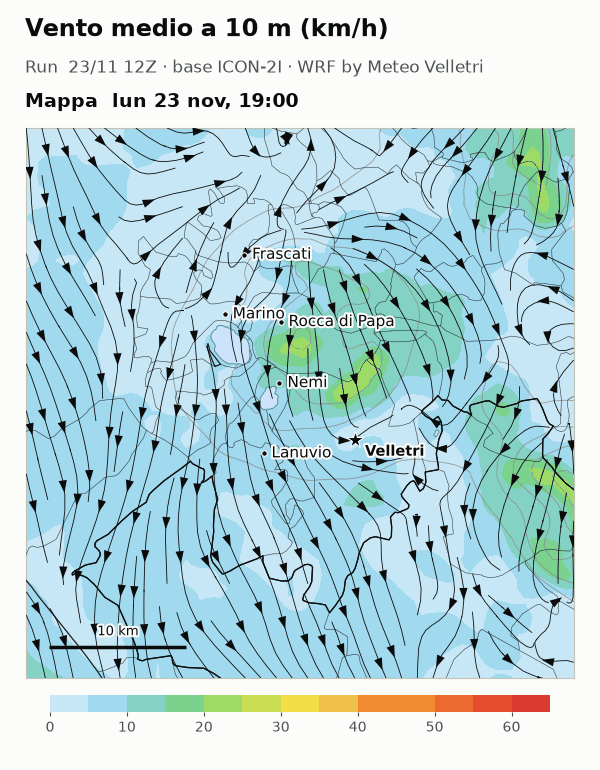 Vento medio a 10 m (km/h)
Run 23/11 12Z · base ICON-2I · WRF by Meteo Velletri
Mappa lun 23 nov, 19:00
Frascati
Marino
Rocca di Papa
Nemi
Velletri
Lanuvio
10 km
0 10 20 30 40 50 60